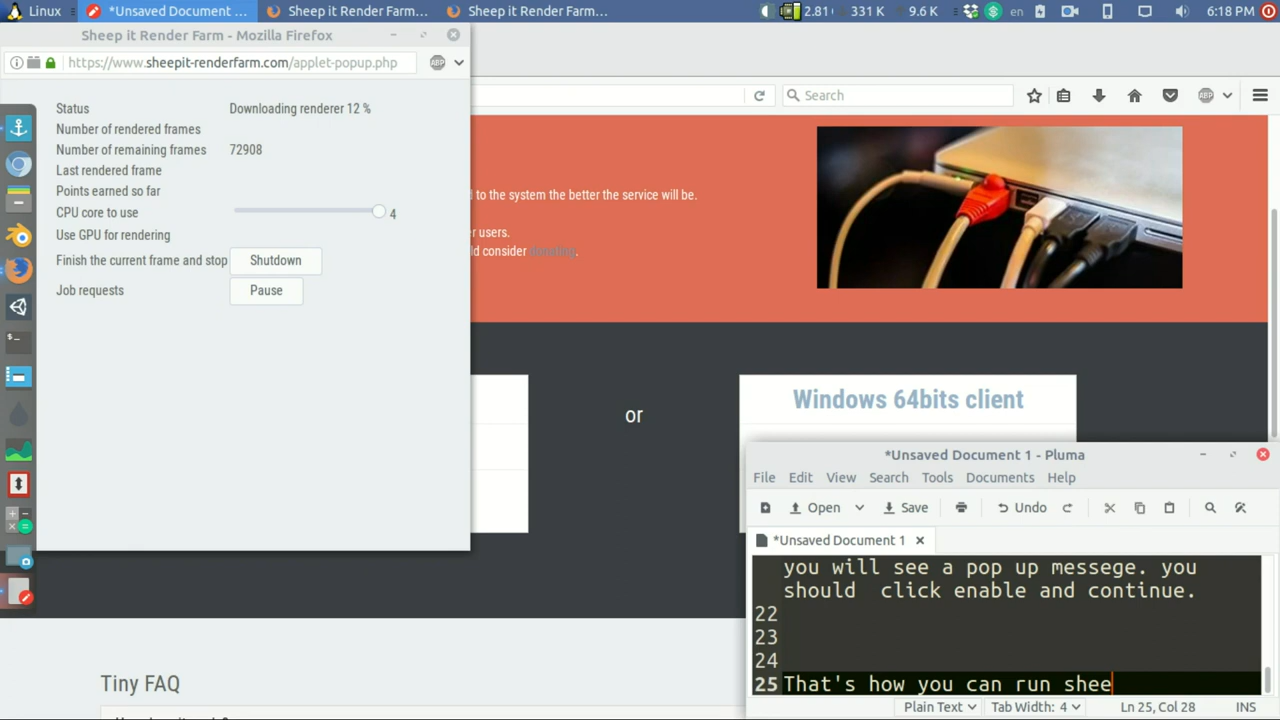 Linux
*Unsaved Document ...
Sheep it Render Farm...
Sheep it Render Farm...
2.81
331 K
9.6 K
en
6:18 PM
Sheep it Render Farm - Mozilla Firefox
https://www.sheepit-renderfarm.com/applet-popup.php
ABP
Search
ABP
Status Downloading renderer 12 %
Number of rendered frames
Number of remaining frames 72908
Last rendered frame
Points earned so far
CPU core to use 4
Use GPU for rendering
Finish the current frame and stop Shutdown
Job requests Pause
to the system the better the service will be.
er users.
ld consider donating.
or
Windows 64bits client
Tiny FAQ
*Unsaved Document 1 - Pluma
File Edit View Search Tools Documents Help
Open Save Undo
*Unsaved Document 1
you will see a pop up messege. you
should  click enable and continue.
22
23
24
25 That's how you can run shee
Plain Text Tab Width: 4 Ln 25, Col 28 INS